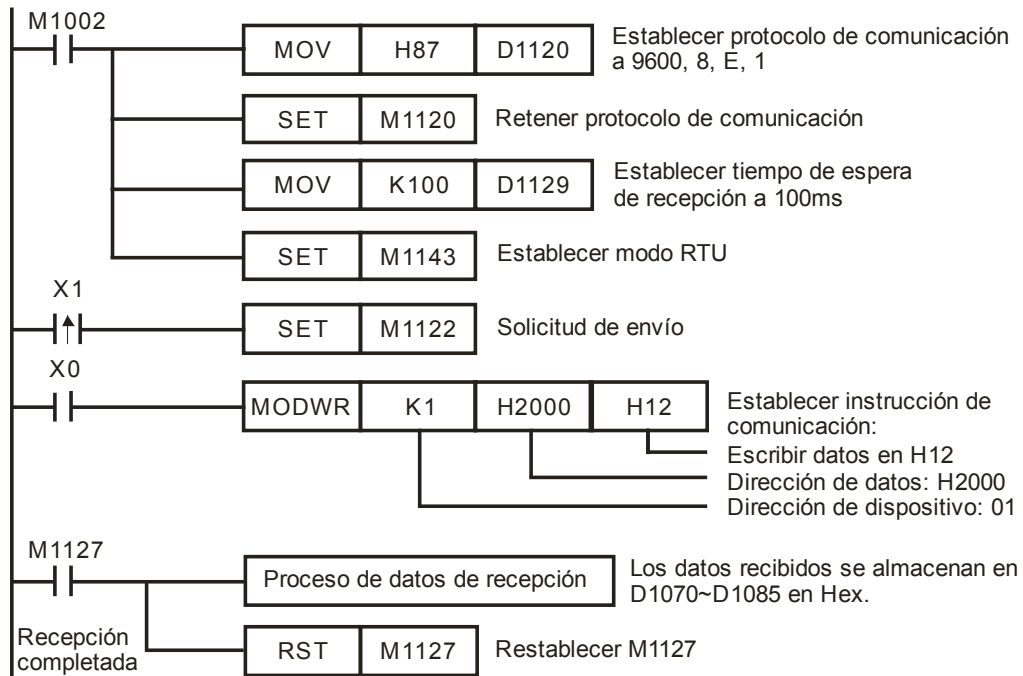 M1002
MOV H87 D1120
Establecer protocolo de comunicación
a 9600, 8, E, 1
SET M1120
Retener protocolo de comunicación
MOV K100 D1129
Establecer tiempo de espera
de recepción a 100ms
SET M1143
Establecer modo RTU
X1
SET M1122
Solicitud de envío
X0
MODWR K1 H2000 H12
Establecer instrucción de
comunicación:
Escribir datos en H12
Dirección de datos: H2000
Dirección de dispositivo: 01
M1127
Proceso de datos de recepción
Los datos recibidos se almacenan en
D1070~D1085 en Hex.
Recepción
completada
RST M1127
Restablecer M1127